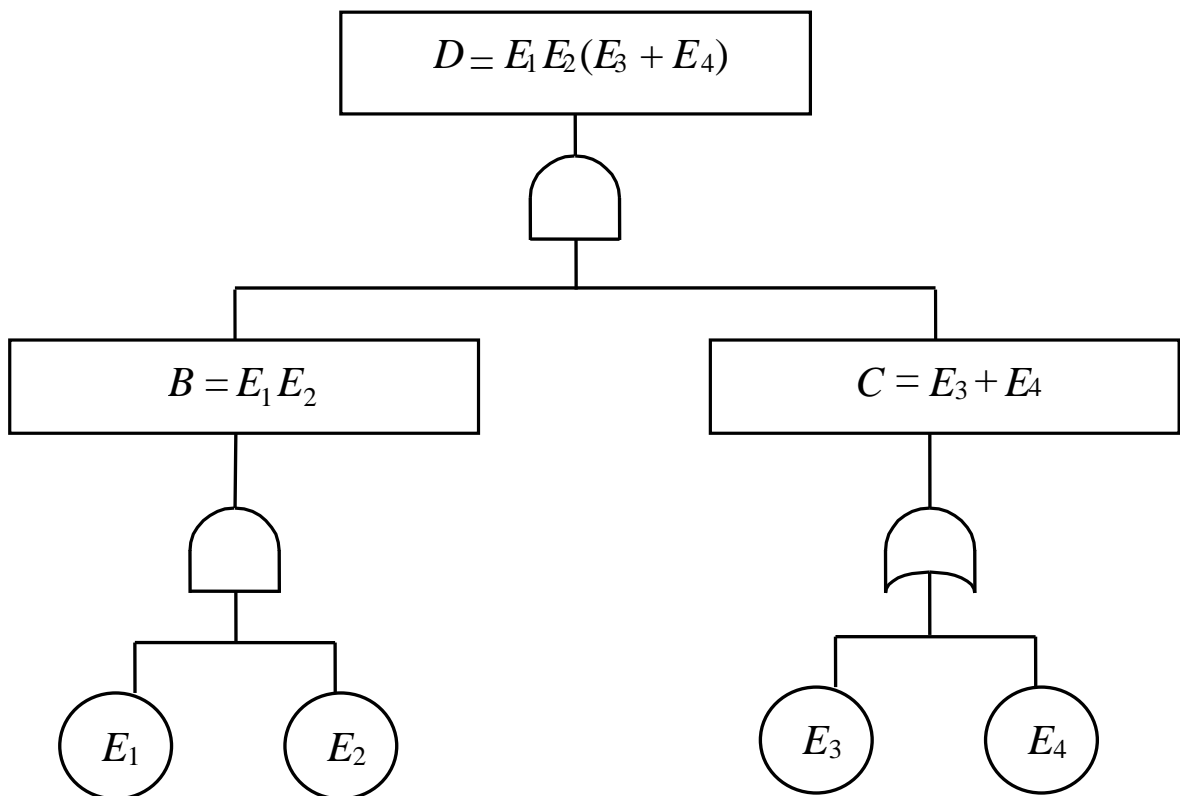 D = E₁E₂(E₃ + E₄)
B = E₁E₂
C = E₃ + E₄
E₁
E₂
E₃
E₄